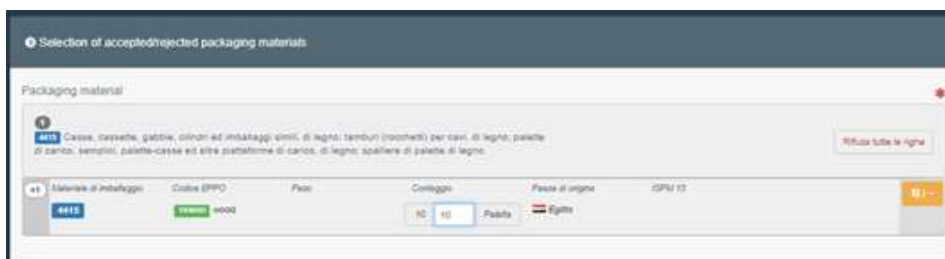 Selection of accepted/rejected packaging materials
Packaging material
1
4415 Casse, cassette, gabbie, cilindri ed imballaggi simili, di legno; tamburi (rocchetti) per cavi, di legno; palette
di carico, semplici, palette-casse ed altre piattaforme di carico, di legno; spalliere di palette di legno
Rifiuta tutte le righe
Materiale di imballaggio Codice EPPO Peso Conteggio Paese di origine ISPM 15
4415 wood 10 10 Paletta Egitto